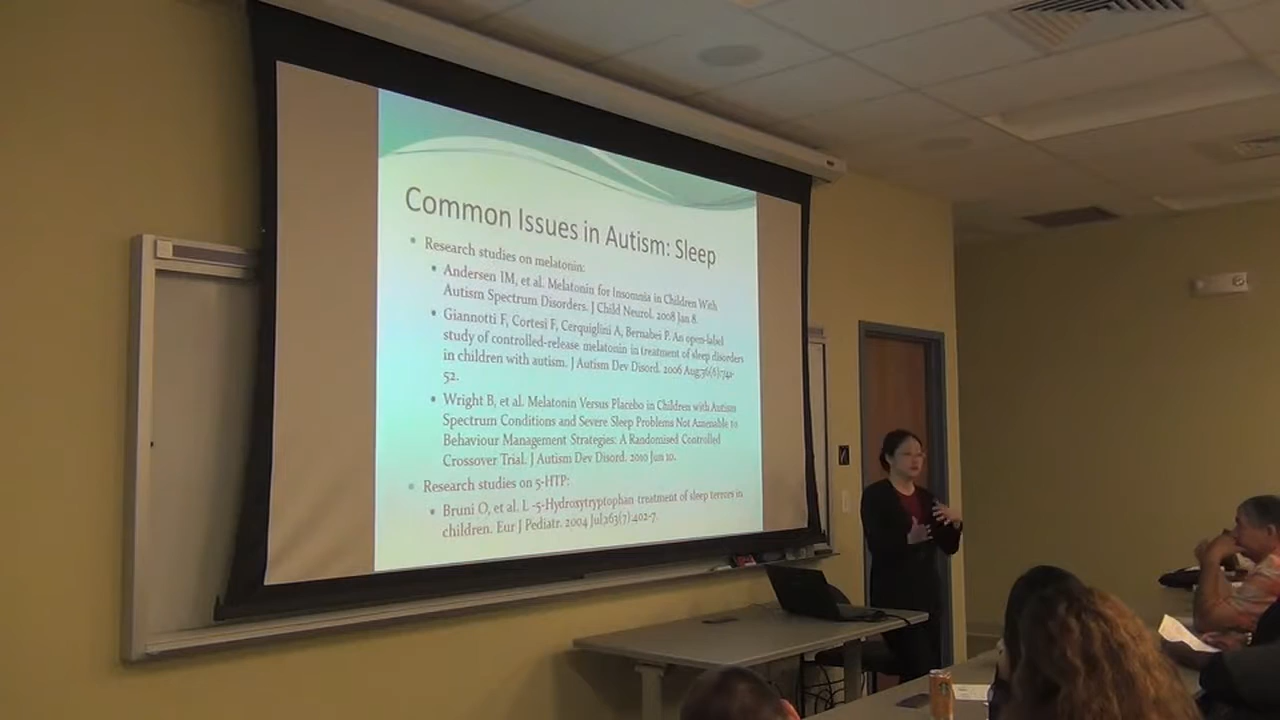 Common Issues in Autism: Sleep
Research studies on melatonin:
Andersen IM, et al. Melatonin for Insomnia in Children With
Autism Spectrum Disorders. J Child Neurol. 2008 Jan 8.
Giannotti F, Cortesi F, Cerquiglini A, Bernabei P. An open-label
study of controlled-release melatonin in treatment of sleep disorders
in children with autism. J Autism Dev Disord. 2006 Aug;36(6):741-
52.
Wright B, et al. Melatonin Versus Placebo in Children with Autism
Spectrum Conditions and Severe Sleep Problems Not Amenable to
Behaviour Management Strategies: A Randomised Controlled
Crossover Trial. J Autism Dev Disord. 2010 Jun 10.
Research studies on 5-HTP:
Bruni O, et al. L -5-Hydroxytryptophan treatment of sleep terrors in
children. Eur J Pediatr. 2004 Jul;163(7):402-7.